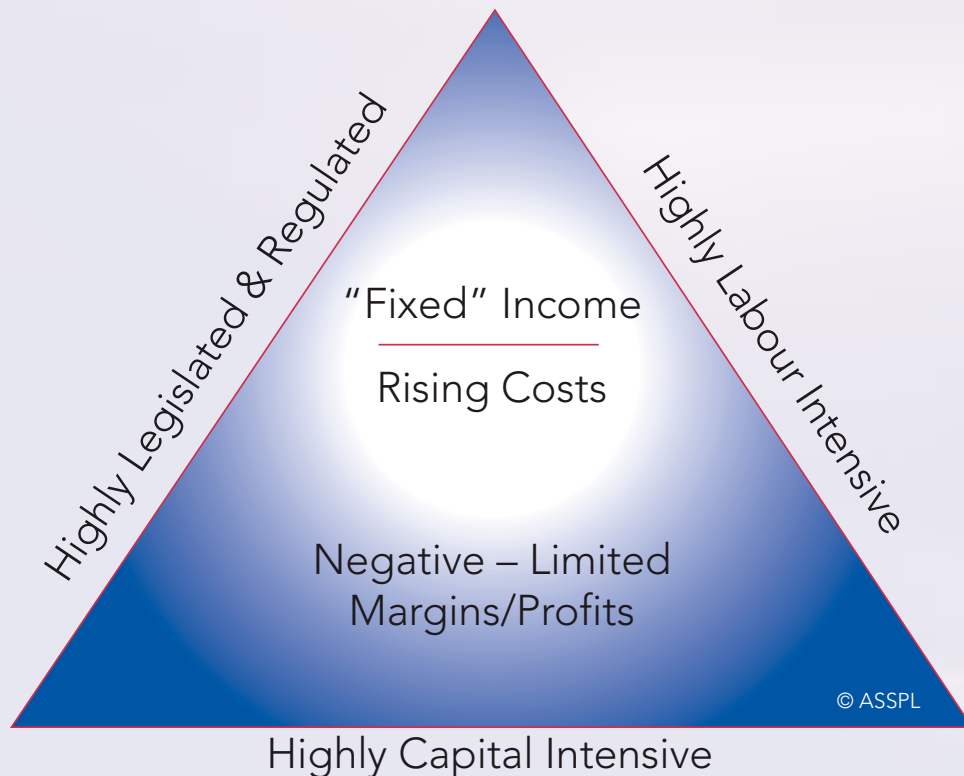 Highly Legislated & Regulated
Highly Labour Intensive
“Fixed” Income
Rising Costs
Negative – Limited
Margins/Profits
© ASSPL
Highly Capital Intensive